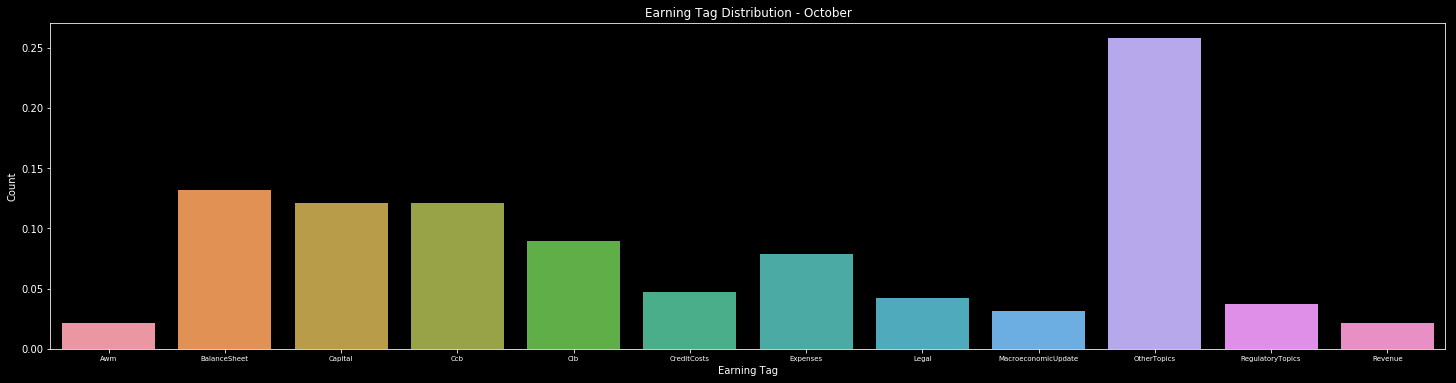 Earning Tag Distribution - October
Count
0.25
0.20
0.15
0.10
0.05
0.00
Awm BalanceSheet Capital Ccb Cib CreditCosts Expenses Legal MacroeconomicUpdate OtherTopics RegulatoryTopics Revenue
Earning Tag